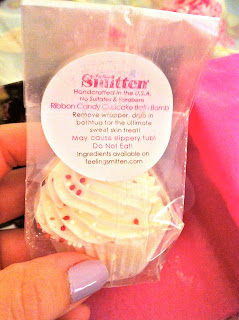 Feeling
Smitten
Handcrafted in the U.S.A.
No Sulfates & Parabens
Ribbon Candy Cupcake Bath Bomb
Remove wrapper, drop in
bathtub for the ultimate
sweet skin treat!
May cause slippery tub!
Do Not Eat!
Ingredients available on
feelingsmitten.com